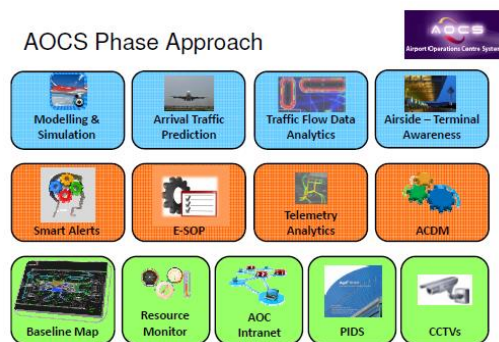 AOCS Phase Approach
AOCS
Airport Operations Centre System
Modelling &
Simulation
Arrival Traffic
Prediction
Traffic Flow Data
Analytics
Airside – Terminal
Awareness
Smart Alerts
E-SOP
Telemetry
Analytics
ACDM
Baseline Map
Resource
Monitor
AOC
Intranet
PIDS
CCTVs